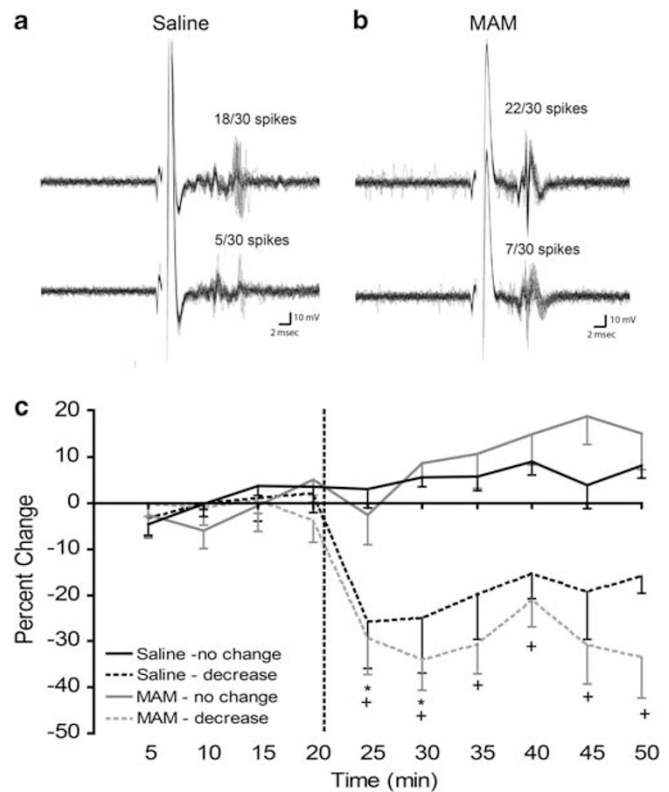 a Saline
b MAM
18/30 spikes
22/30 spikes
5/30 spikes
7/30 spikes
10 mV
2 msec
10 mV
2 msec
c
20
10
0
-10
-20
-30
-40
-50
Percent Change
Saline -no change
Saline - decrease
MAM - no change
MAM - decrease
* * 
+ + + + + +
5 10 15 20 25 30 35 40 45 50
Time (min)